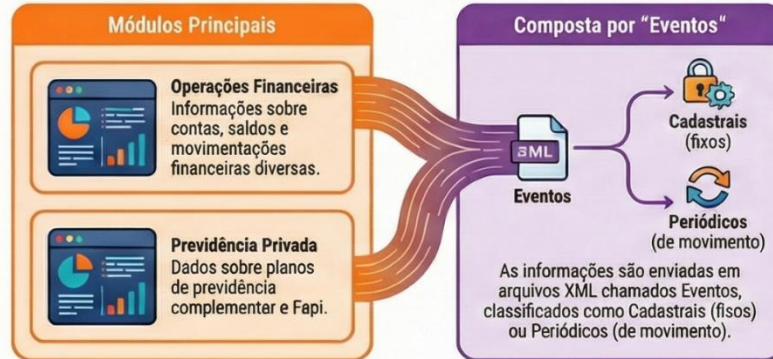 Módulos Principais
Operações Financeiras
Informações sobre
contas, saldos e
movimentações
financeiras diversas.
Previdência Privada
Dados sobre planos
de previdência
complementar e Fapi.
Composta por “Eventos“
ƎML
Eventos
Cadastrais
(fixos)
Periódicos
(de movimento)
As informações são enviadas em
arquivos XML chamados Eventos,
classificados como Cadastrais (fisos)
ou Periódicos (de movimento).